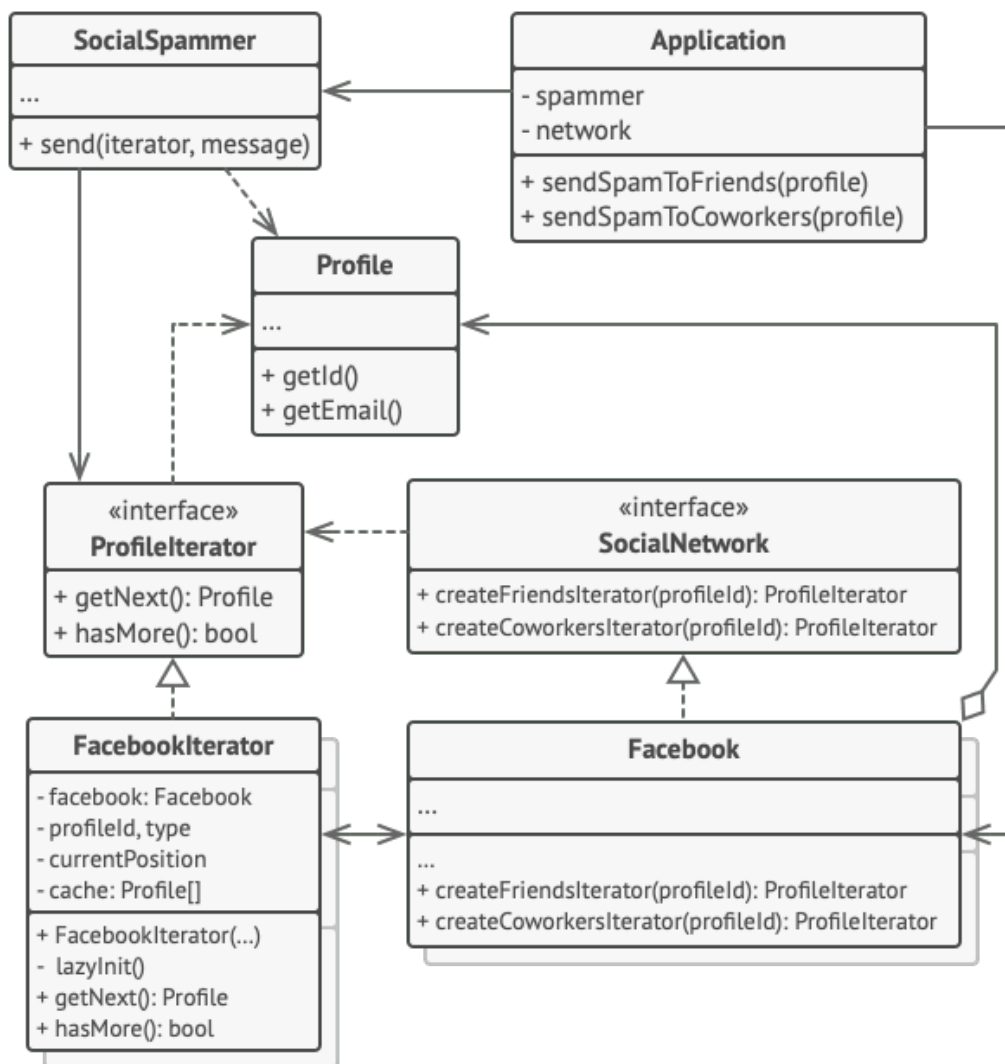 SocialSpammer
...
+ send(iterator, message)
Application
- spammer
- network
+ sendSpamToFriends(profile)
+ sendSpamToCoworkers(profile)
Profile
...
+ getId()
+ getEmail()
«interface»
ProfileIterator
+ getNext(): Profile
+ hasMore(): bool
«interface»
SocialNetwork
+ createFriendsIterator(profileId): ProfileIterator
+ createCoworkersIterator(profileId): ProfileIterator
FacebookIterator
- facebook: Facebook
- profileId, type
- currentPosition
- cache: Profile[]
+ FacebookIterator(...)
- lazyInit()
+ getNext(): Profile
+ hasMore(): bool
Facebook
...
...
+ createFriendsIterator(profileId): ProfileIterator
+ createCoworkersIterator(profileId): ProfileIterator